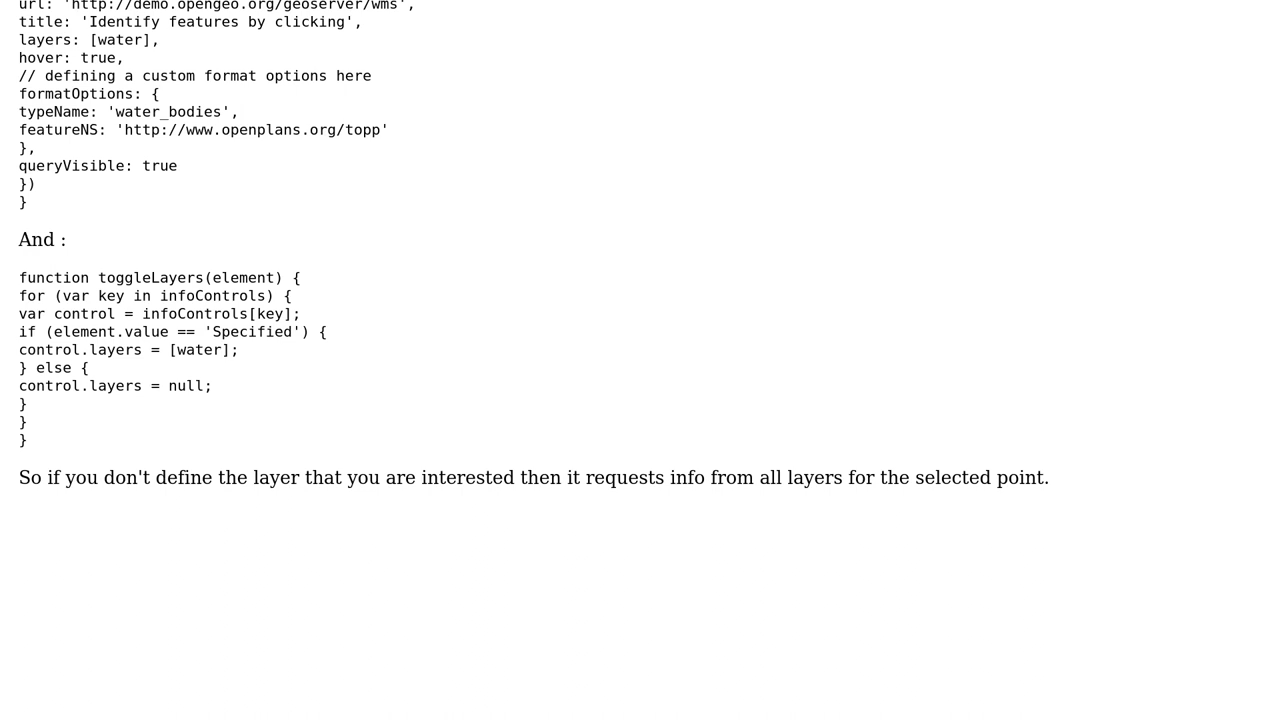 url: 'http://demo.opengeo.org/geoserver/wms',
title: 'Identify features by clicking',
layers: [water],
hover: true,
// defining a custom format options here
formatOptions: {
typeName: 'water_bodies',
featureNS: 'http://www.openplans.org/topp'
},
queryVisible: true
})
}
And :
function toggleLayers(element) {
for (var key in infoControls) {
var control = infoControls[key];
if (element.value == 'Specified') {
control.layers = [water];
} else {
control.layers = null;
}
}
}
So if you don't define the layer that you are interested then it requests info from all layers for the selected point.